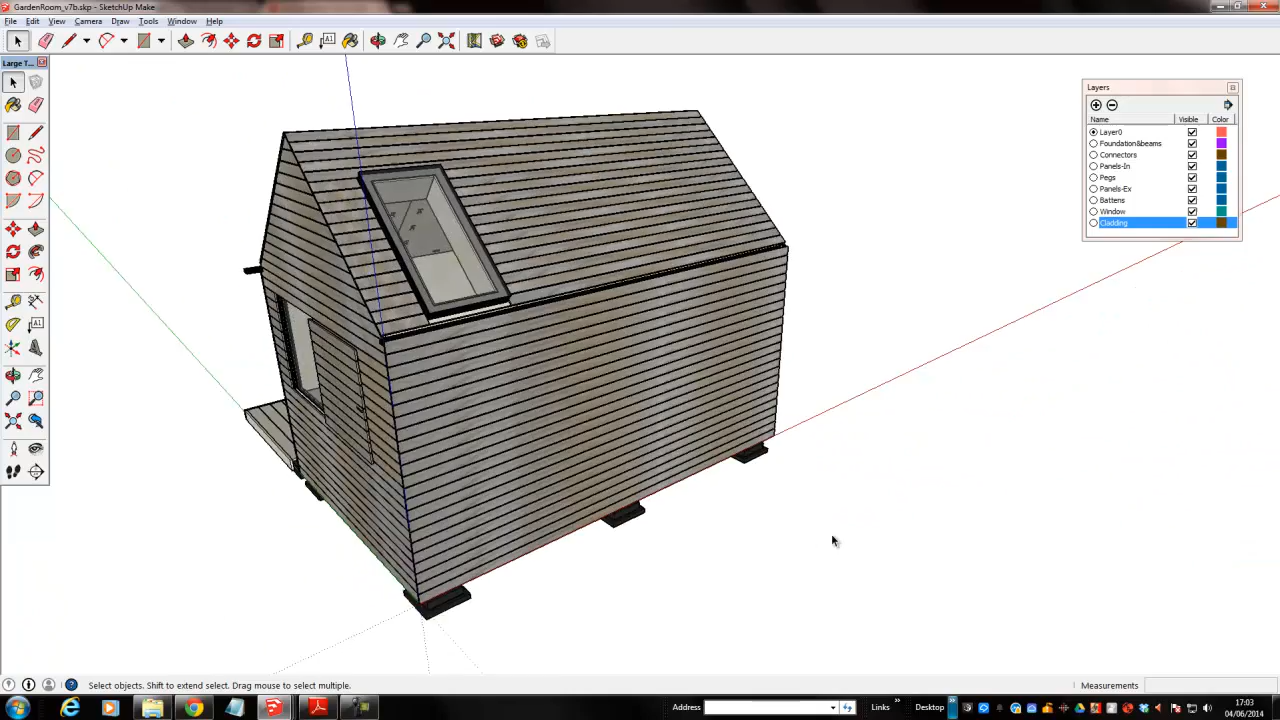 GardenRoom_v7b.skp - SketchUp Make
File Edit View Camera Draw Tools Window Help
Large T...
A1
A1
Layers
Name Visible Color
Layer0
Foundation&beams
Connectors
Panels-In
Pegs
Panels-Ex
Battens
Window
Cladding
Select objects. Shift to extend select. Drag mouse to select multiple.
Measurements
Address
Links »
Desktop »
17:03
04/06/2014